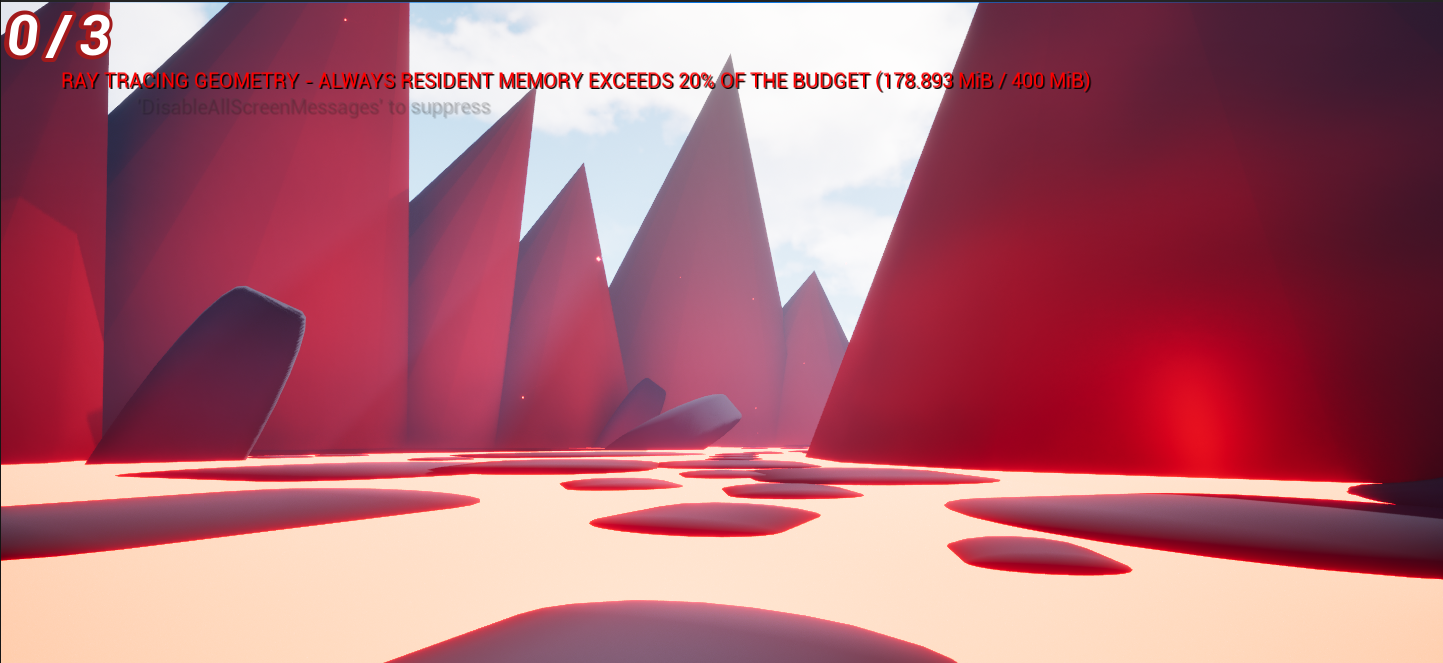 0/3
RAY TRACING GEOMETRY - ALWAYS RESIDENT MEMORY EXCEEDS 20% OF THE BUDGET (178.893 MiB / 400 MiB)
'DisableAllScreenMessages' to suppress